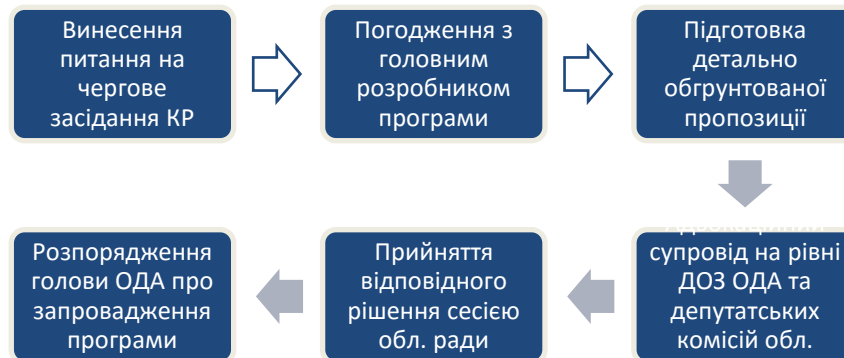 Винесення
питання на
чергове
засідання КР
Погодження з
головним
розробником
програми
Підготовка
детально
обгрунтованої
пропозиції
супровід на рівні
ДОЗ ОДА та
депутатських
комісій обл.
Прийняття
відповідного
рішення сесією
обл. ради
Розпорядження
голови ОДА про
запровадження
програми